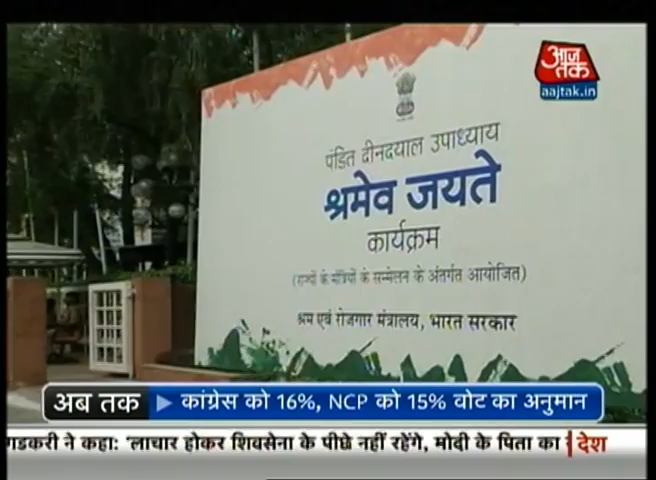 आज
तक
aajtak.in
पंडित दीनदयाल उपाध्याय
श्रमेव जयते
कार्यक्रम
(राज्यों के मंत्रियों के सम्मेलन के अंतर्गत आयोजित)
श्रम एवं रोजगार मंत्रालय, भारत सरकार
अब तक कांग्रेस को 16%, NCP को 15% वोट का अनुमान
गडकरी ने कहा: 'लाचार होकर शिवसेना के पीछे नहीं रहेंगे, मोदी के पिता का देश